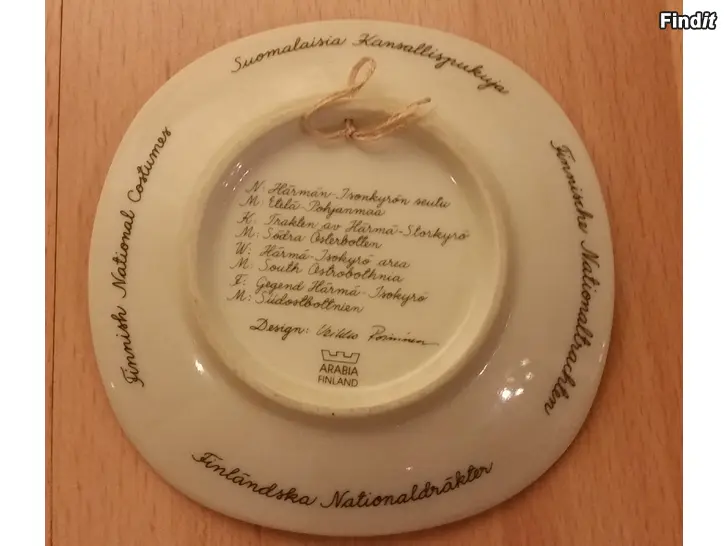 Findit
Suomalaisia Kansallispukuja
Finnish National Costumes
Finnische Nationaltrachten
N: Härmän-Isonkyrön seutu
M: Etelä-Pohjanmaa
K: Trakten av Härmä-Storkyrö
M: Södra Österbotten
W: Härmä-Isokyrö area
M: South Ostrobothnia
F: Gegend Härmä-Isokyrö
M: Südostbottnien
Design:
ARABIA
FINLAND
Finländska Nationaldräkter